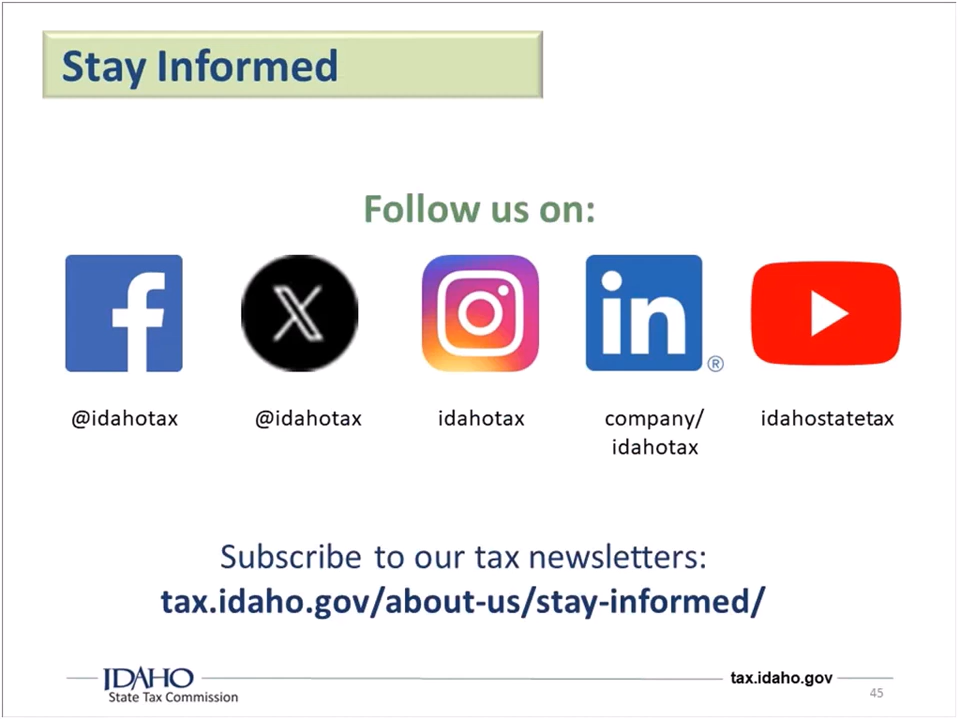 Stay Informed
Follow us on:
f X in ®
@idahotax @idahotax idahotax company/ idahostatetax
idahotax
Subscribe to our tax newsletters:
tax.idaho.gov/about-us/stay-informed/
IDAHO
State Tax Commission
tax.idaho.gov
45